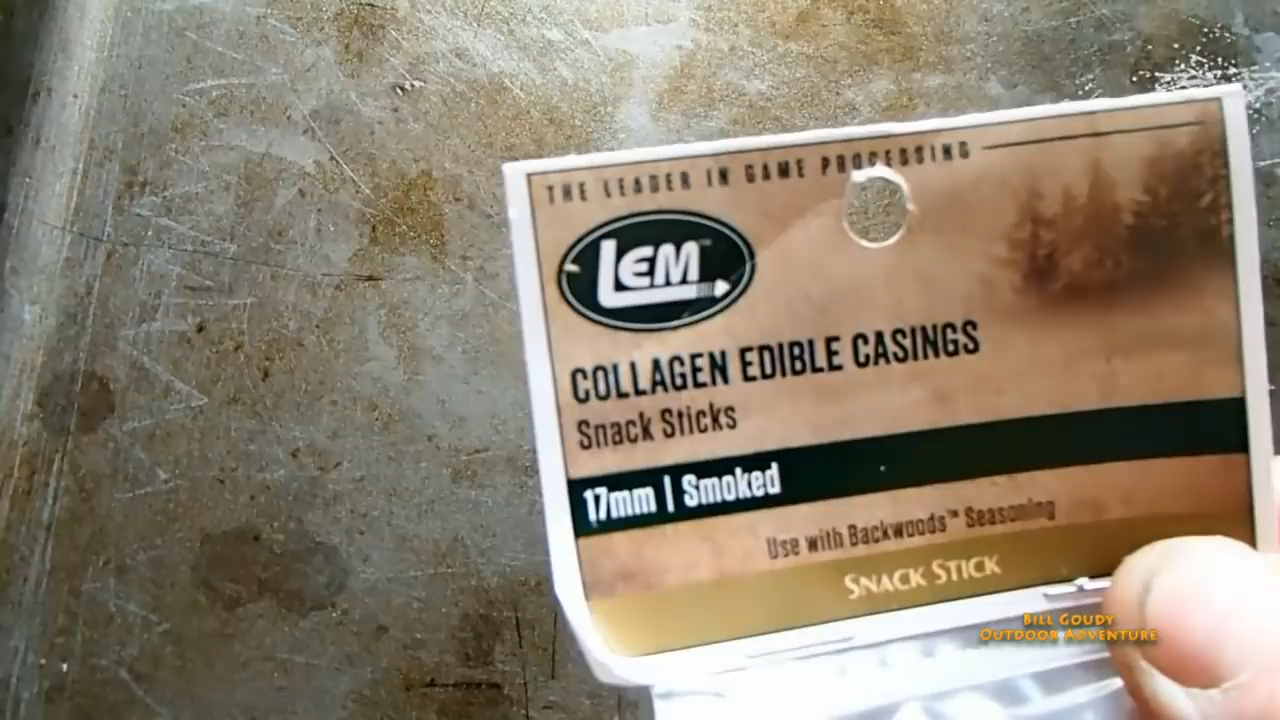 THE LEADER IN GAME PROCESSING
LEM™
COLLAGEN EDIBLE CASINGS
Snack Sticks
17mm | Smoked
Use with Backwoods™ Seasoning
SNACK STICK
BILL GOUDY
OUTDOOR ADVENTURE